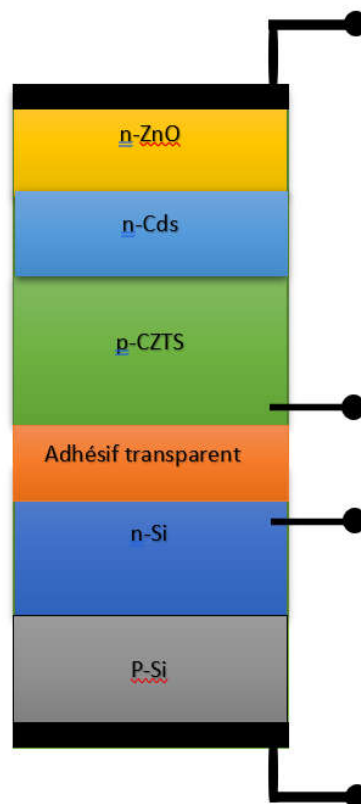 n-ZnO
n-Cds
p-CZTS
Adhésif transparent
n-Si
P-Si